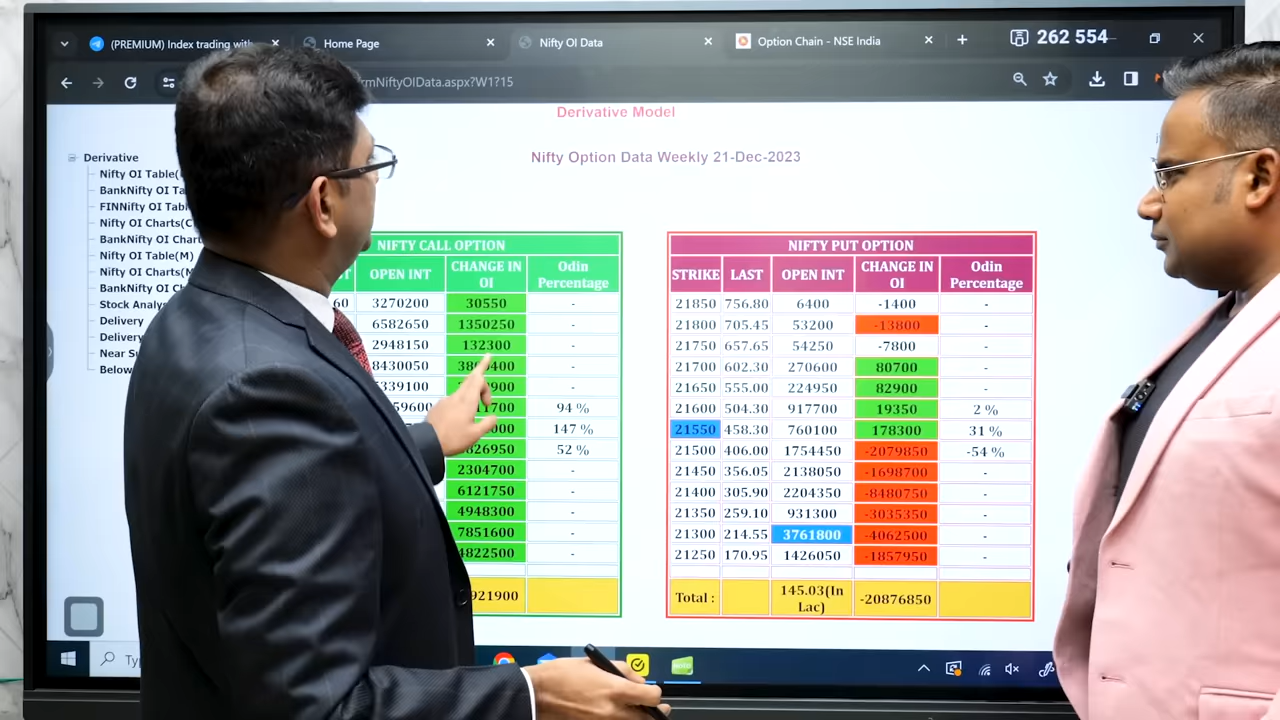 (PREMIUM) Index trading with
Home Page
Nifty OI Data
Option Chain - NSE India
262 554
rmNiftyOIData.aspx?W1?15
Derivative Model
Nifty Option Data Weekly 21-Dec-2023
Derivative
Nifty OI Table(
BankNifty OI
FINNifty OI
Nifty OI Charts(
BankNifty OI
Nifty OI Table(M)
Nifty OI Charts(
BankNifty OI
Stock
Delivery
Delivery
Near
Below
NIFTY CALL OPTION
OPEN INT CHANGE IN OI Odin Percentage
60 3270200 30550 -
6582650 1350250 -
2948150 132300 -
8430050 -
339100 900 -
59600 1700 94 %
000 147 %
826950 52 %
2304700 -
6121750 -
4948300 -
7851600 -
4822500 -
921900
NIFTY PUT OPTION
STRIKE LAST OPEN INT CHANGE IN OI Odin Percentage
21850 756.80 6400 -1400 -
21800 705.45 53200 -13800 -
21750 657.65 54250 -7800 -
21700 602.30 270600 80700 -
21650 555.00 224950 82900 -
21600 504.30 917700 19350 2 %
21550 458.30 760100 178300 31 %
21500 406.00 1754450 -2079850 -54 %
21450 356.05 2138050 -1698700 -
21400 305.90 2204350 -8480750 -
21350 259.10 931300 -3035350 -
21300 214.55 3761800 -4062500 -
21250 170.95 1426050 -1857950 -
Total : 145.03(In Lac) -20876850